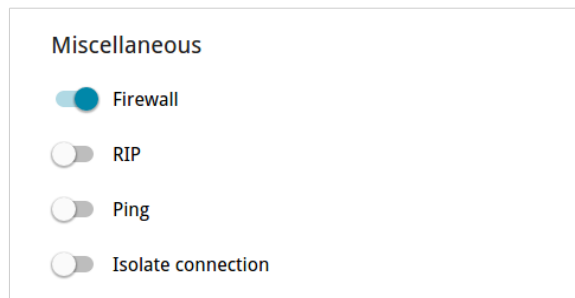 Miscellaneous
Firewall
RIP
Ping
Isolate connection